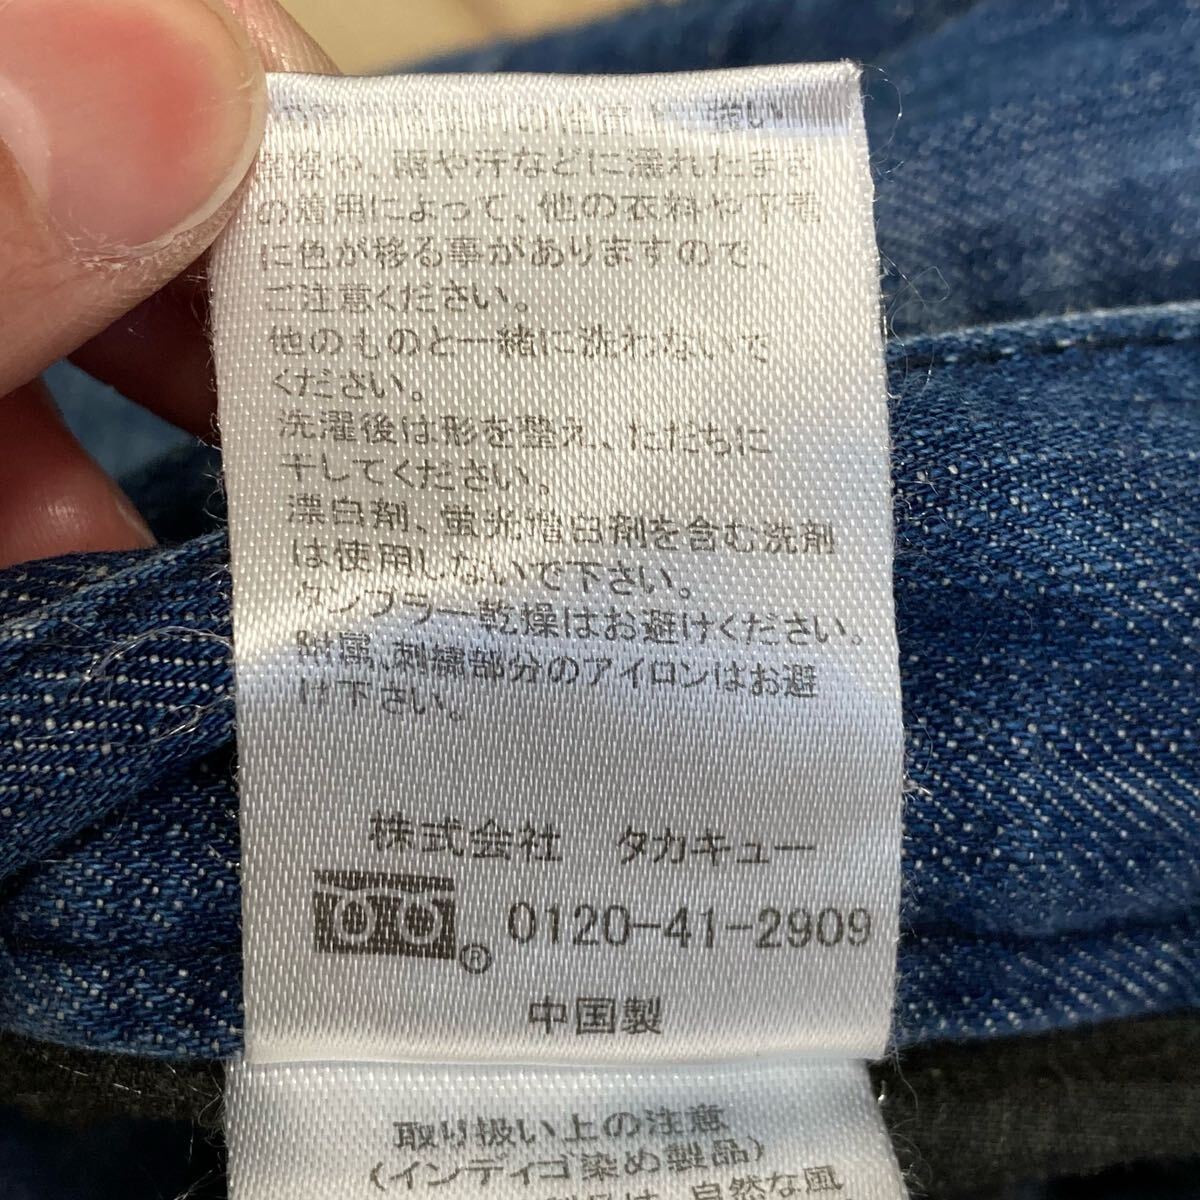 の性質
摩擦や、雨や汗などに濡れたまま
の着用によって、他の衣料や下着
に色が移る事がありますので、
ご注意ください。
他のものと一緒に洗わないで
ください。
洗濯後は形を整え、ただちに
干してください。
漂白剤、蛍光増白剤を含む洗剤
は使用しないで下さい。
タンブラー乾燥はお避けください。
附属、刺繍部分のアイロンはお避
け下さい。
株式会社 タカキュー
® 0120-41-2909
中国製
取り扱い上の注意
(インディゴ染め製品)
は、自然な風